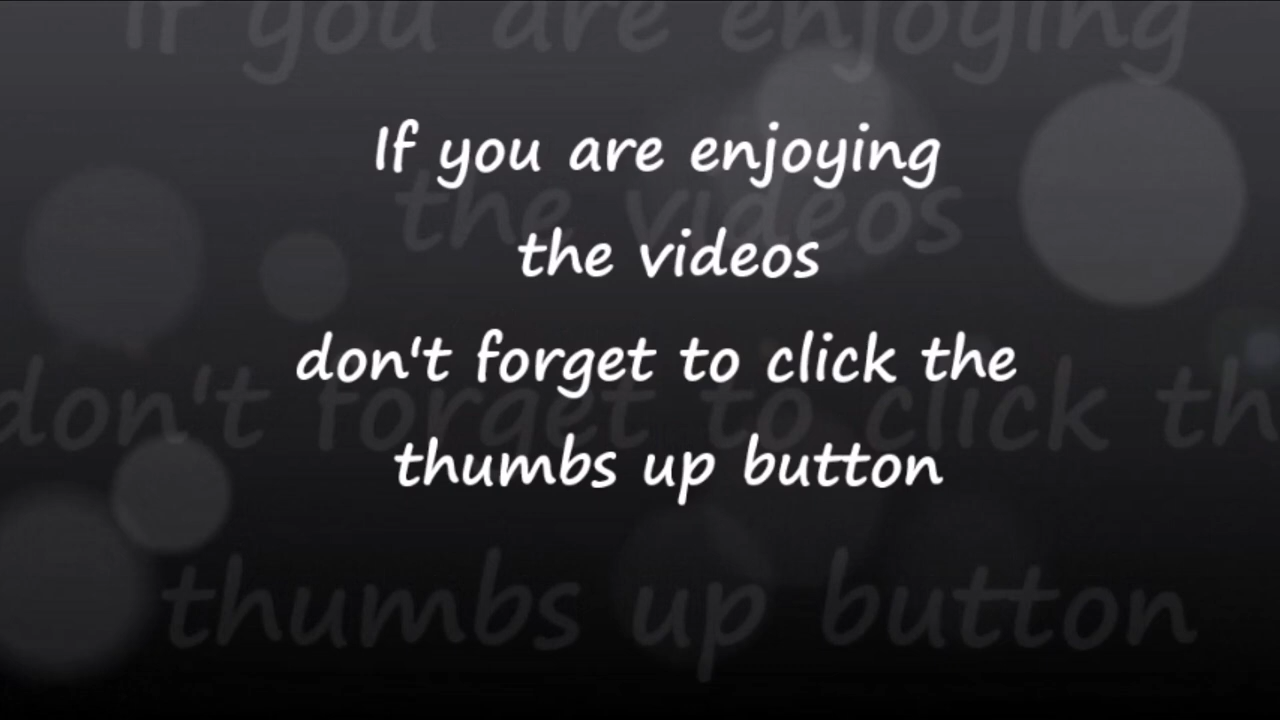 If you are enjoying
the videos
don't forget to click the
thumbs up button